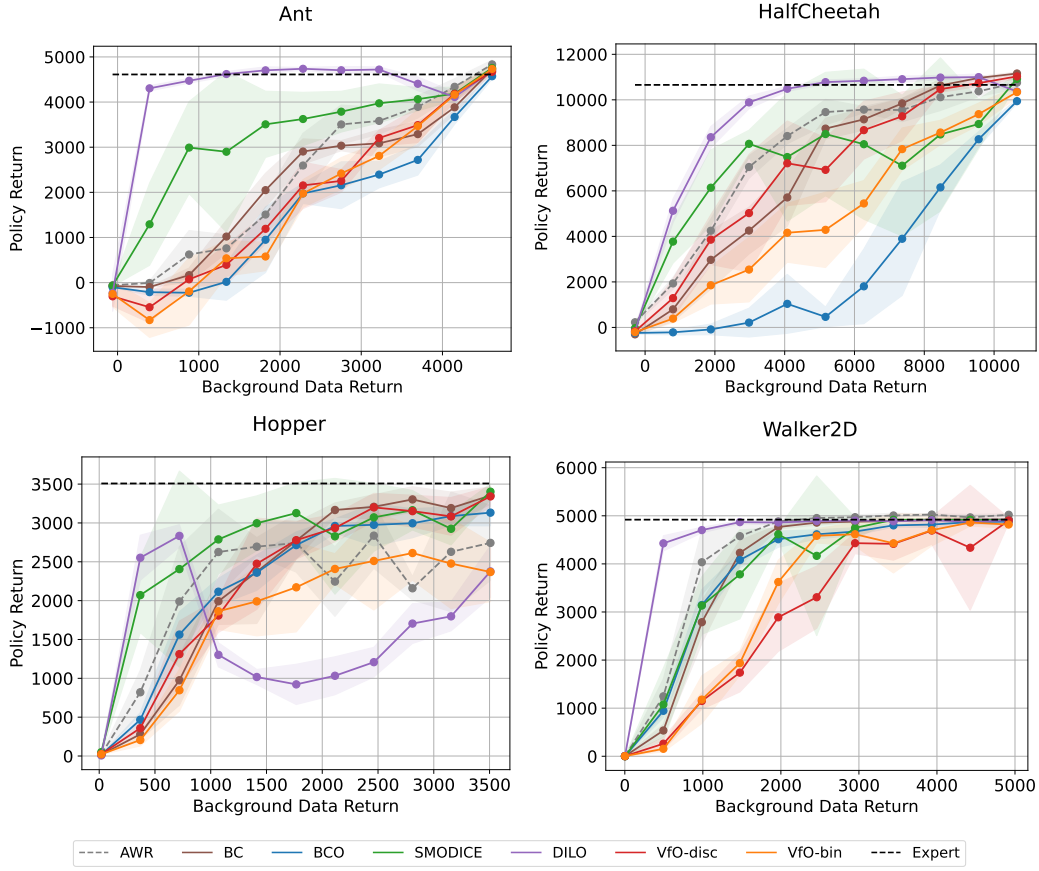 Ant
5000
4000
3000
2000
1000
0
−1000
Policy Return
0 1000 2000 3000 4000
Background Data Return
HalfCheetah
12000
10000
8000
6000
4000
2000
0
Policy Return
0 2000 4000 6000 8000 10000
Background Data Return
Hopper
3500
3000
2500
2000
1500
1000
500
0
Policy Return
0 500 1000 1500 2000 2500 3000 3500
Background Data Return
Walker2D
6000
5000
4000
3000
2000
1000
0
Policy Return
0 1000 2000 3000 4000 5000
Background Data Return
AWR BC BCO SMODICE DILO VfO-disc VfO-bin Expert